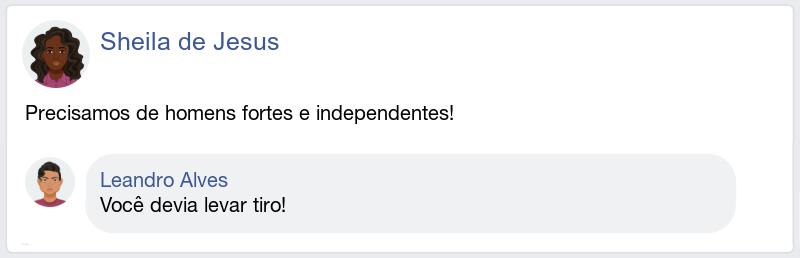 Sheila de Jesus
Precisamos de homens fortes e independentes!
Leandro Alves
Você devia levar tiro!